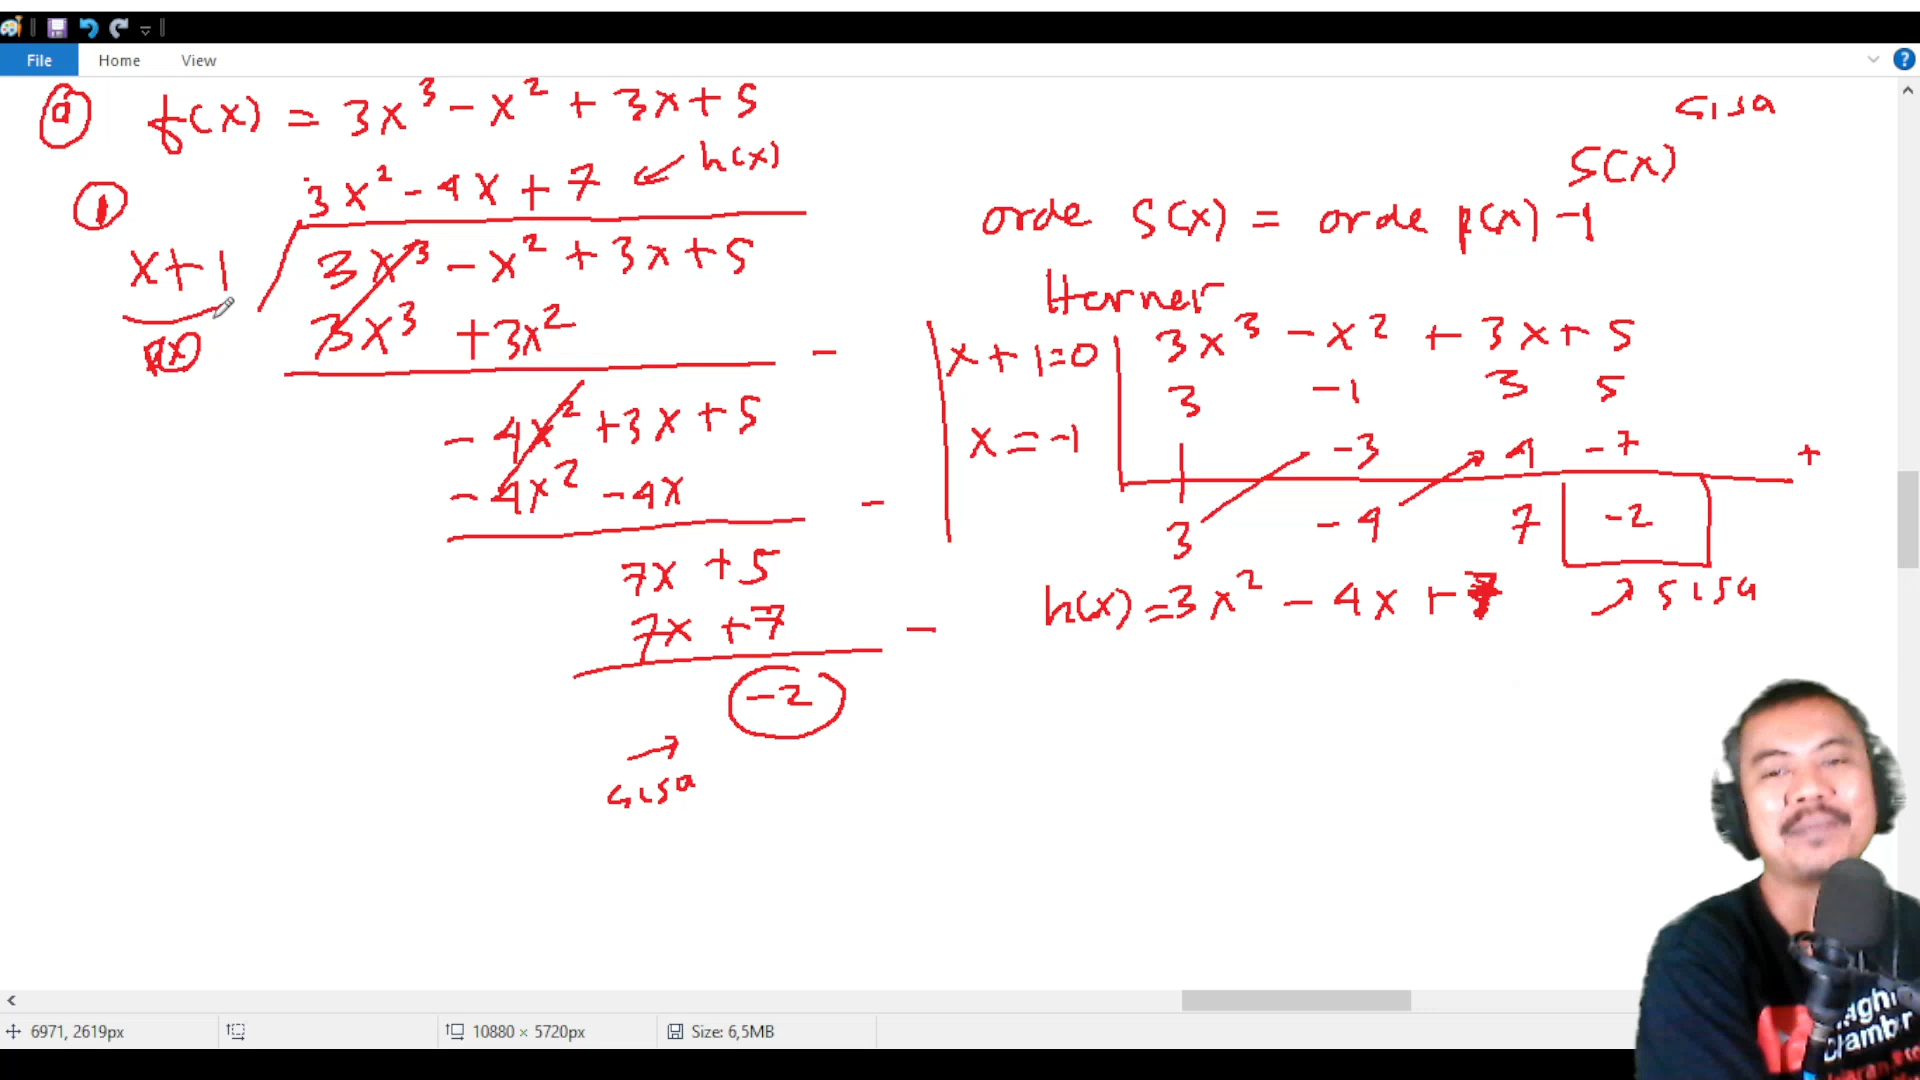 File Home View
a f(x) = 3x³ - x² + 3x + 5
3x² - 4x + 7 ← h(x)
1
x+1
p(x)
3x³ - x² + 3x + 5
3x³ + 3x²
-
- 4x² + 3x + 5
- 4x² - 4x
-
7x + 5
7x + 7
-
-2
→
sisa
sisa
S(x)
orde S(x) = orde p(x) - 1
Horner
x + 1 = 0
x = -1
3x³ - x² + 3x + 5
3 -1 3 5
-3 4 -7 +
3 -4 7 -2
h(x) = 3x² - 4x + 7
↗ sisa
6971, 2619px
10880 × 5720px
Size: 6,5MB